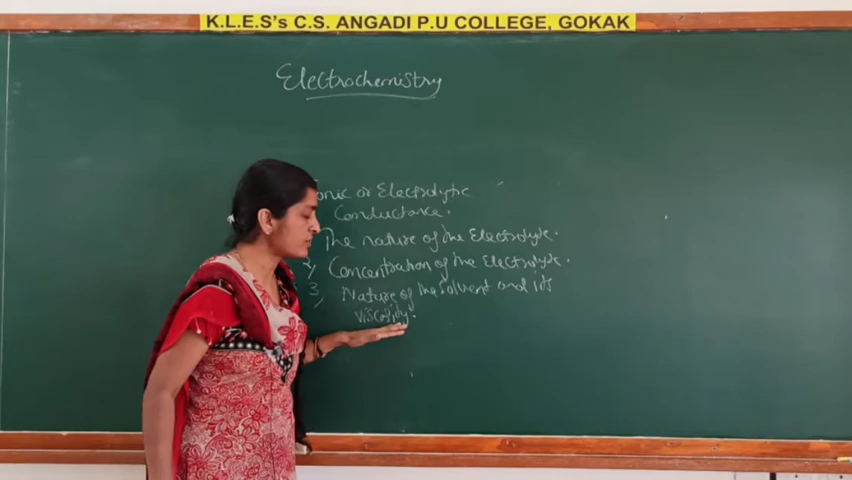 K.L.E.S's C.S. ANGADI P.U COLLEGE, GOKAK
Electrochemistry
onic or Electrolytic
Conductance.
The nature of the Electrolyte.
2) Concentration of the Electrolyte.
3) Nature of the Solvent and its
Viscosity.